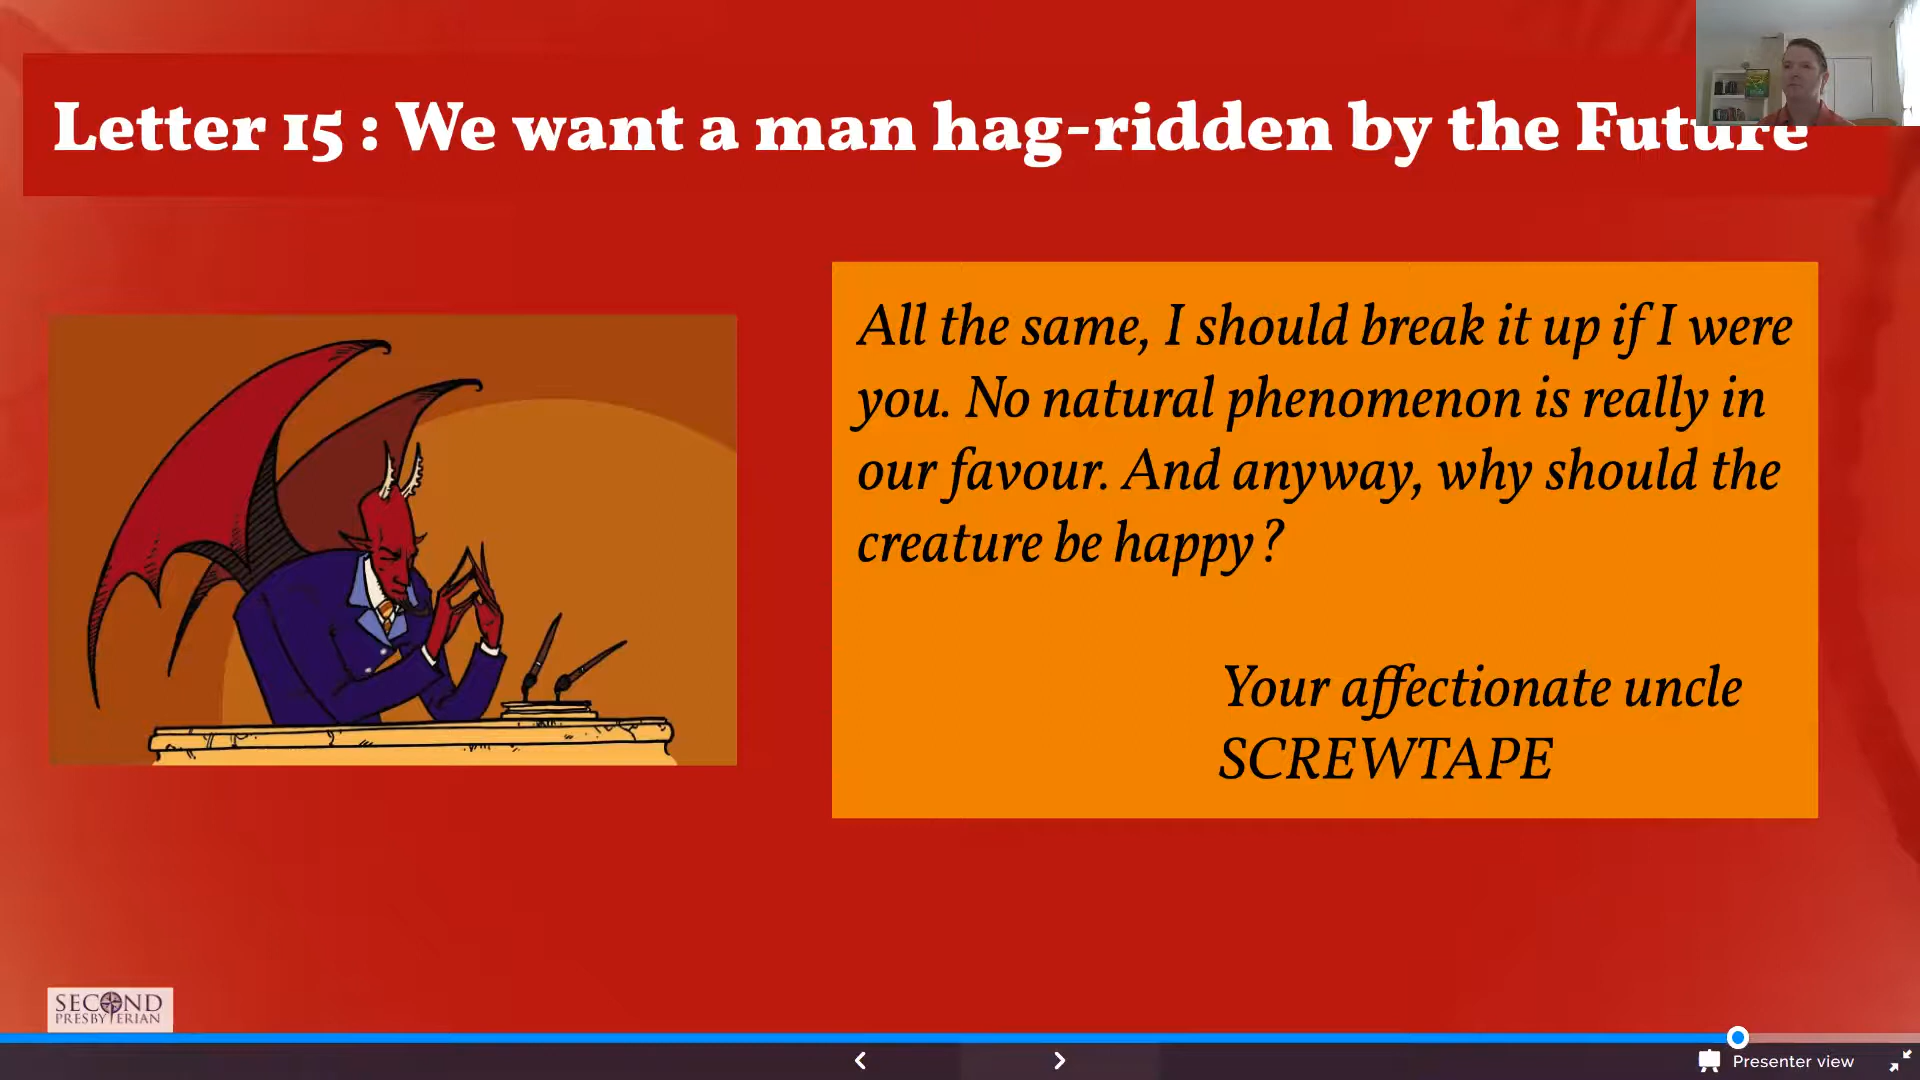 Letter 15 : We want a man hag-ridden by the Future
All the same, I should break it up if I were
you. No natural phenomenon is really in
our favour. And anyway, why should the
creature be happy?
Your affectionate uncle
SCREWTAPE
SECOND
PRESBYTERIAN
Presenter view